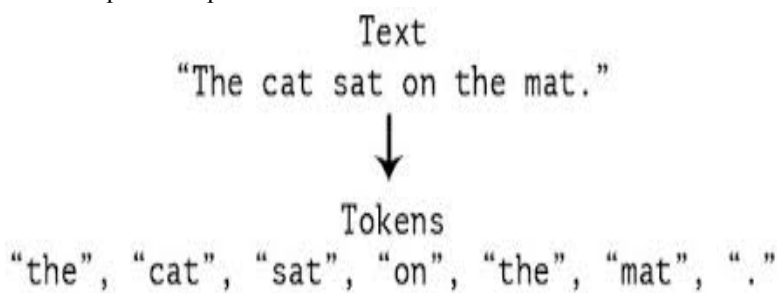 Text
“The cat sat on the mat.”
Tokens
“the”, “cat”, “sat”, “on”, “the”, “mat”, “.”